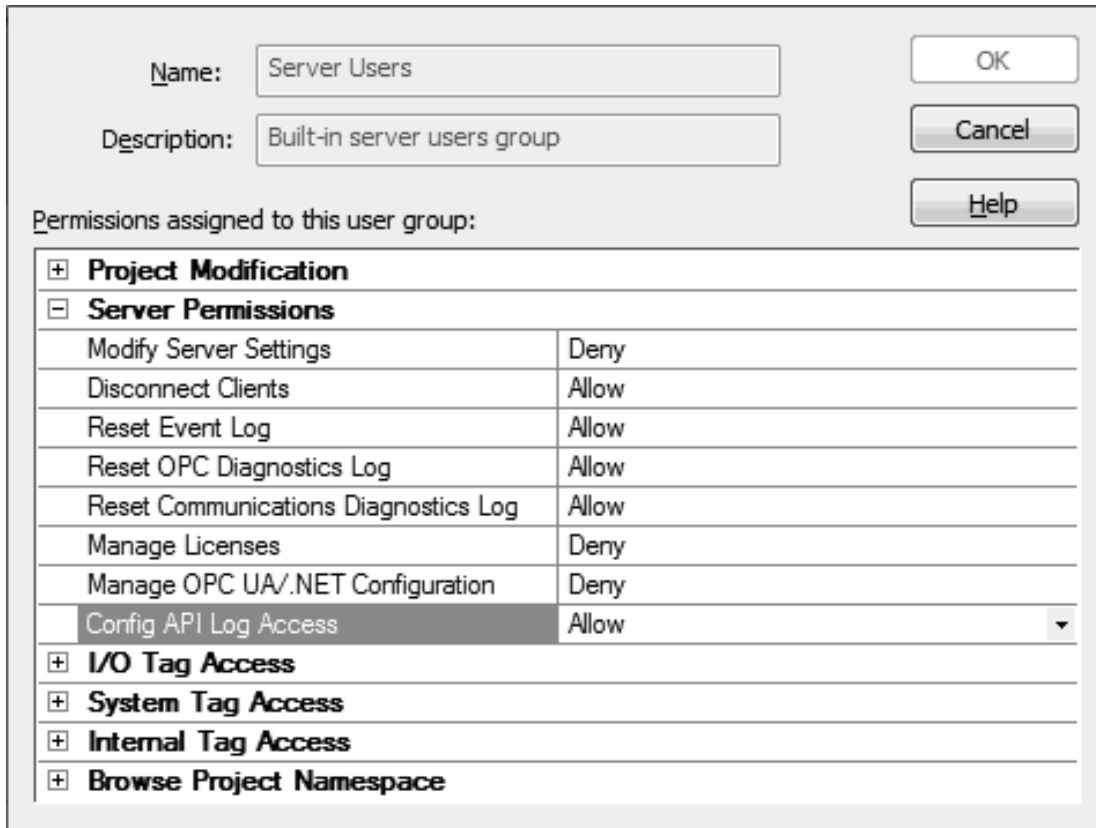 Name: Server Users OK
Description: Built-in server users group Cancel
Help
Permissions assigned to this user group:
Project Modification
Server Permissions
Modify Server Settings Deny
Disconnect Clients Allow
Reset Event Log Allow
Reset OPC Diagnostics Log Allow
Reset Communications Diagnostics Log Allow
Manage Licenses Deny
Manage OPC UA/.NET Configuration Deny
Config API Log Access Allow
I/O Tag Access
System Tag Access
Internal Tag Access
Browse Project Namespace